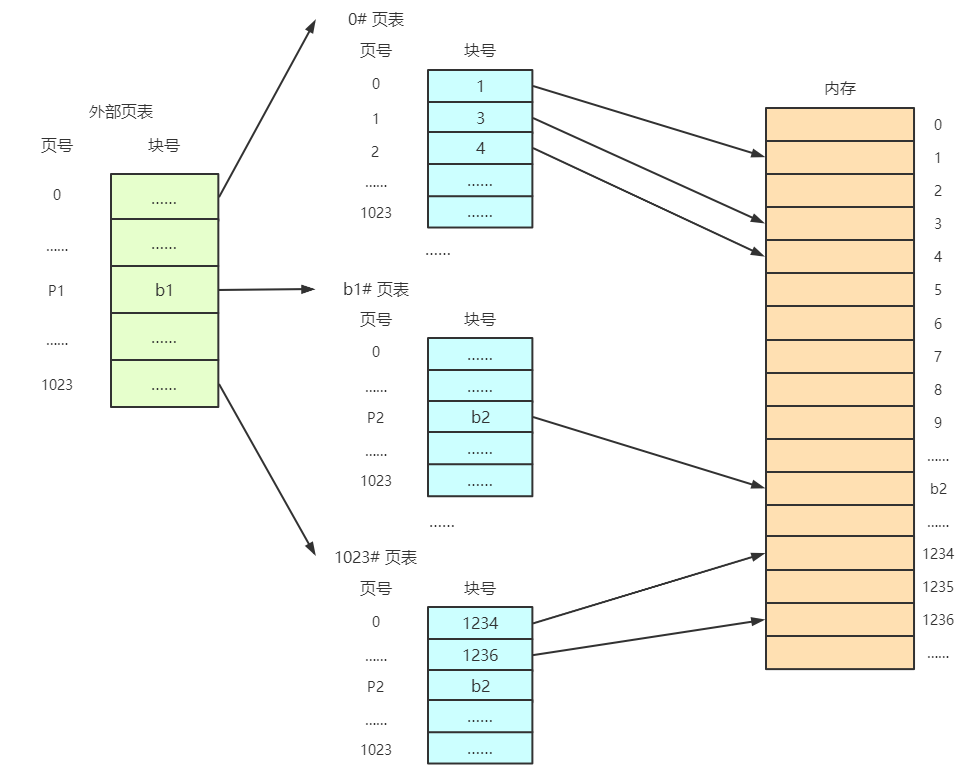 外部页表
页号 块号
0 ......
...... ......
P1 b1
...... ......
1023 ......
0# 页表
页号 块号
0 1
1 3
2 4
...... ......
1023 ......
......
b1# 页表
页号 块号
0 ......
...... ......
P2 b2
...... ......
1023 ......
......
1023# 页表
页号 块号
0 1234
...... 1236
P2 b2
...... ......
1023 ......
内存
0
1
2
3
4
5
6
7
8
9
......
b2
......
1234
1235
1236
......